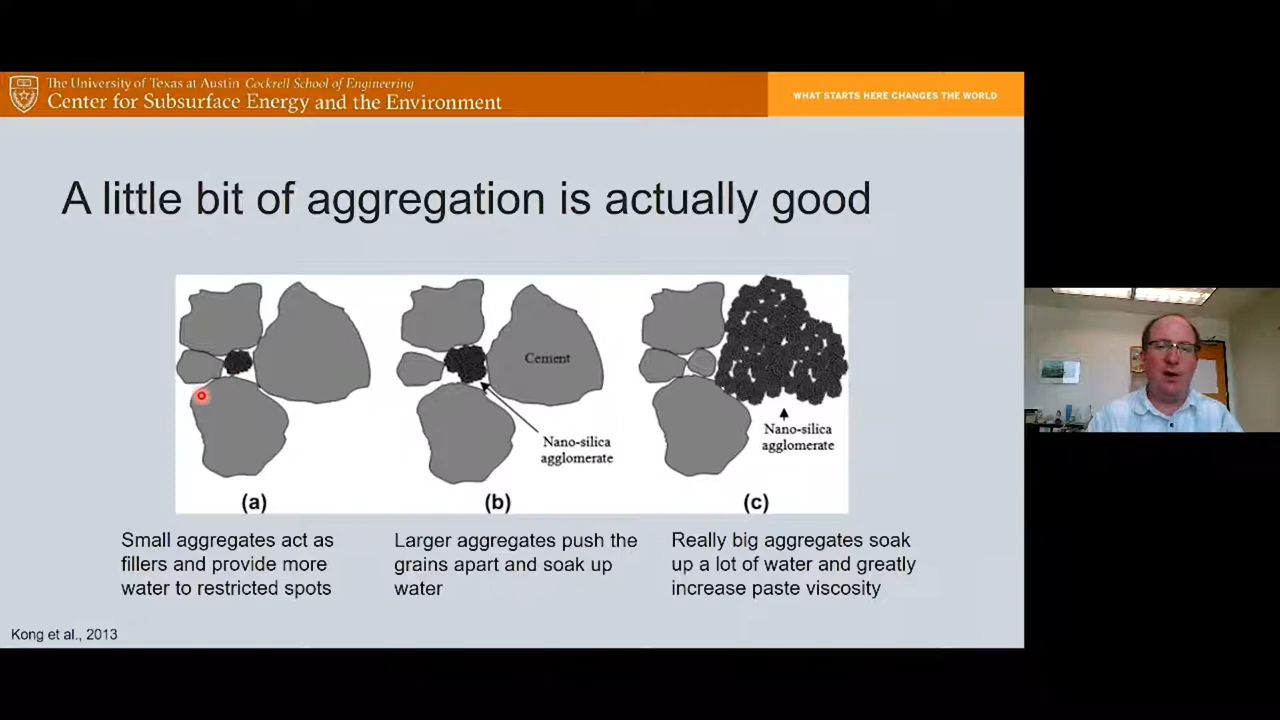 The University of Texas at Austin Cockrell School of Engineering
Center for Subsurface Energy and the Environment
WHAT STARTS HERE CHANGES THE WORLD
A little bit of aggregation is actually good
Cement
Nano-silica
agglomerate
Nano-silica
agglomerate
(a)
(b)
(c)
Small aggregates act as
fillers and provide more
water to restricted spots
Larger aggregates push the
grains apart and soak up
water
Really big aggregates soak
up a lot of water and greatly
increase paste viscosity
Kong et al., 2013